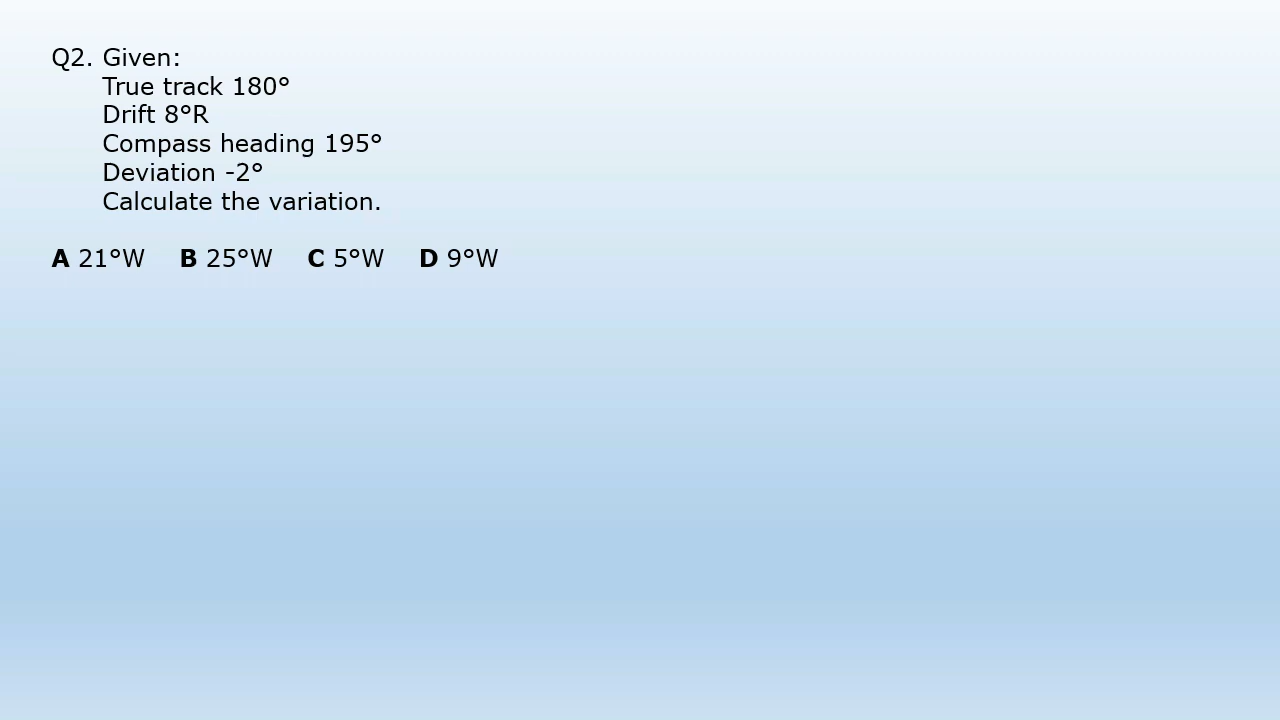 Q2. Given:
True track 180°
Drift 8°R
Compass heading 195°
Deviation -2°
Calculate the variation.
A 21°W B 25°W C 5°W D 9°W